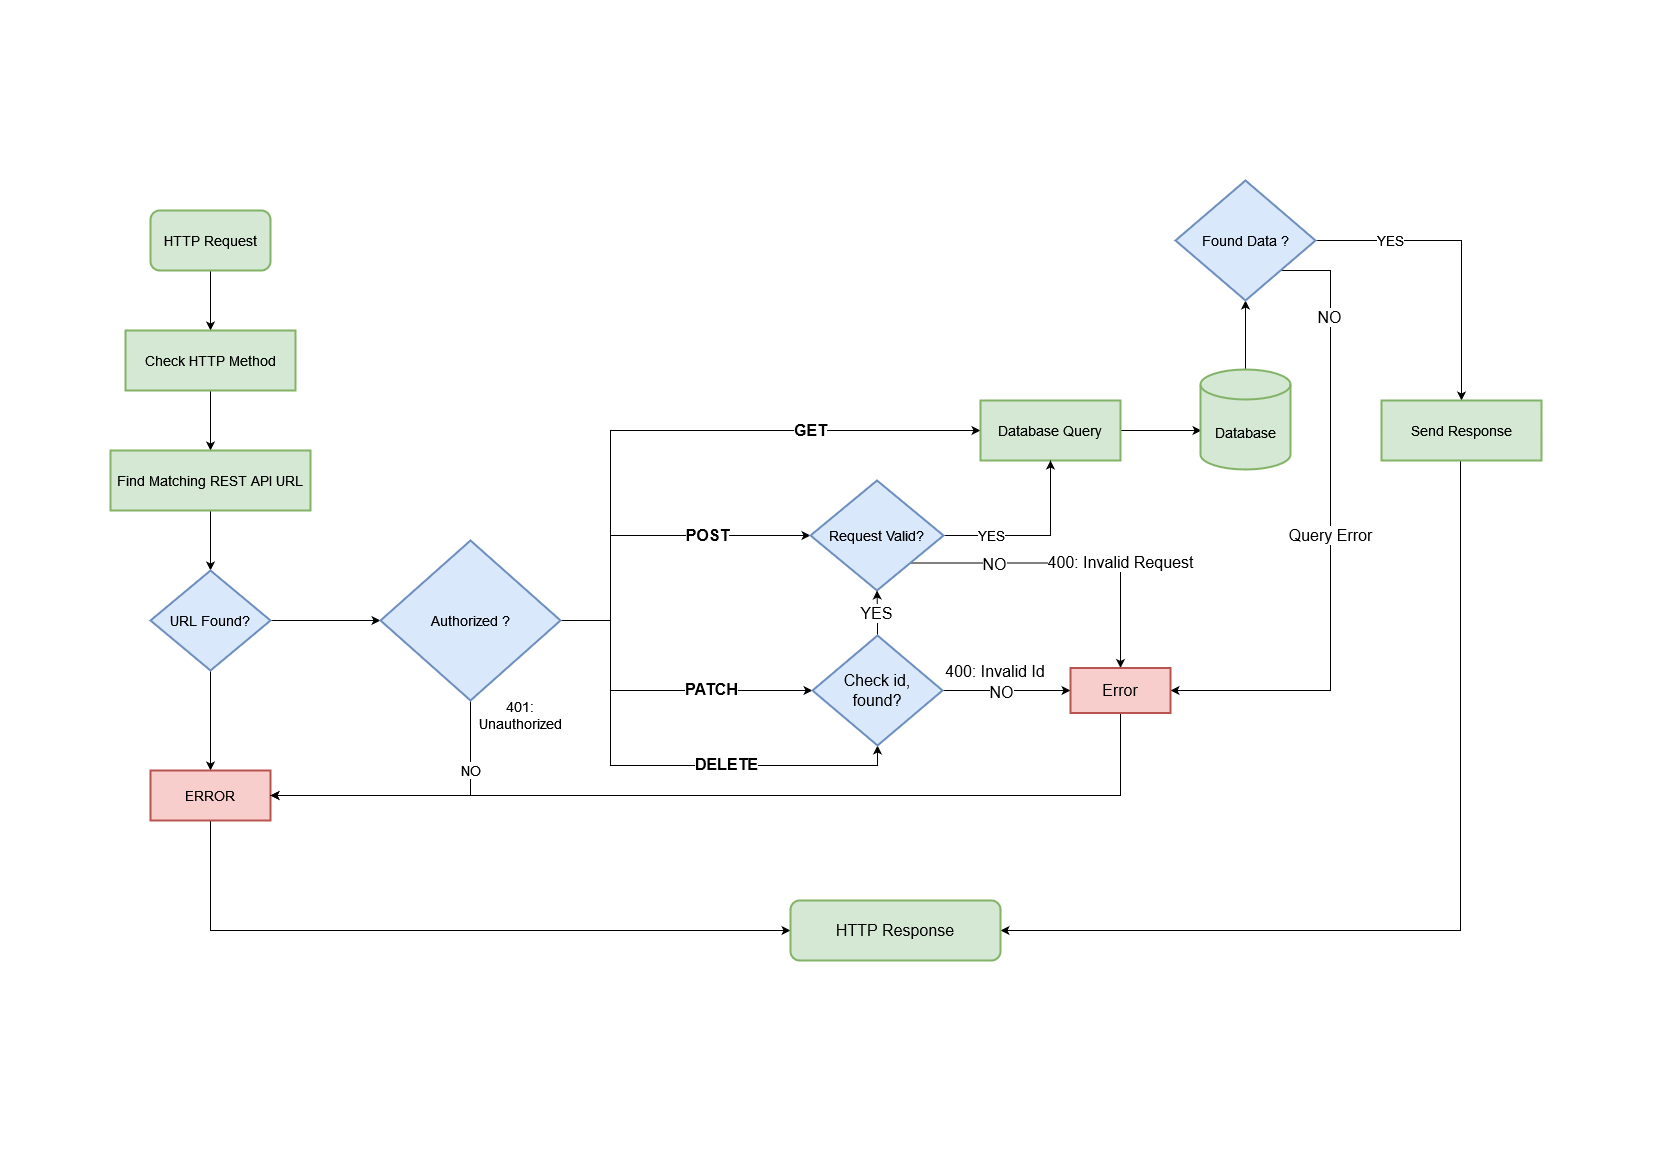 HTTP Request
Check HTTP Method
Find Matching REST API URL
URL Found?
Authorized ?
401:
Unauthorized
NO
ERROR
GET
POST
PATCH
DELETE
Request Valid?
YES
NO
400: Invalid Request
YES
Check id,
found?
400: Invalid Id
NO
Error
Database Query
Database
Found Data ?
YES
NO
Query Error
Send Response
HTTP Response